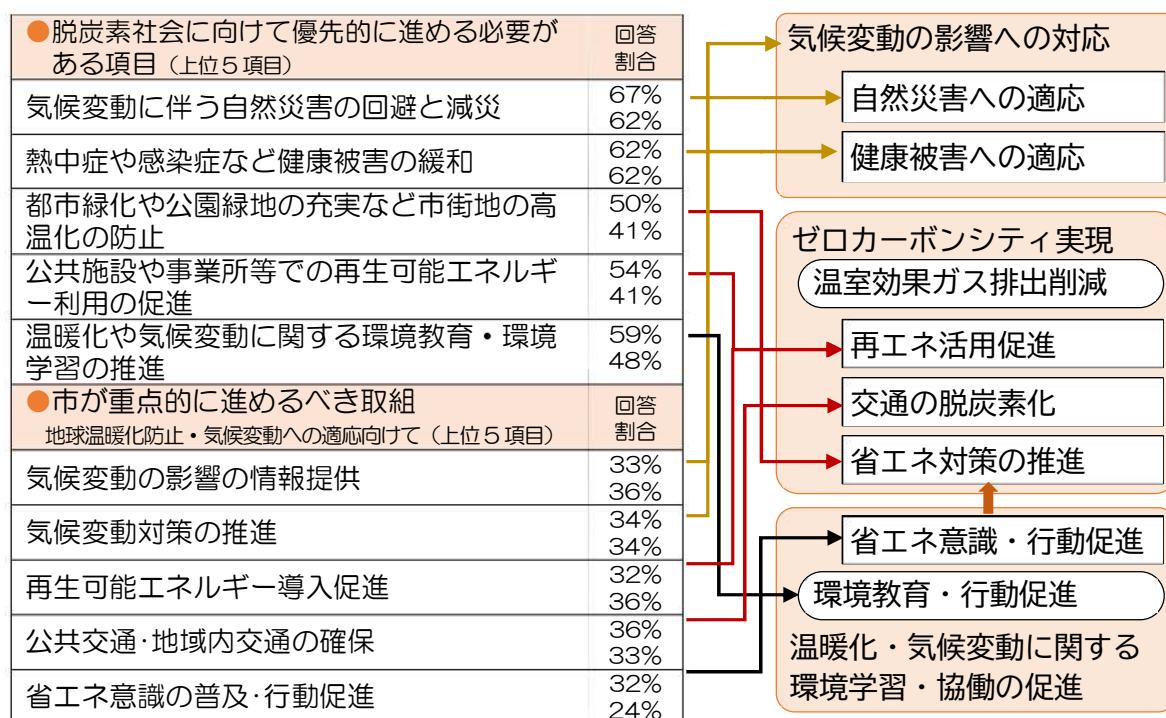 ●脱炭素社会に向けて優先的に進める必要が
ある項目（上位５項目）
回答
割合
気候変動に伴う自然災害の回避と減災
67%
62%
熱中症や感染症など健康被害の緩和
62%
62%
都市緑化や公園緑地の充実など市街地の高
温化の防止
50%
41%
公共施設や事業所等での再生可能エネルギ
ー利用の促進
54%
41%
温暖化や気候変動に関する環境教育・環境
学習の推進
59%
48%
●市が重点的に進めるべき取組
地球温暖化防止・気候変動への適応向けて（上位５項目）
回答
割合
気候変動の影響の情報提供
33%
36%
気候変動対策の推進
34%
34%
再生可能エネルギー導入促進
32%
36%
公共交通･地域内交通の確保
36%
33%
省エネ意識の普及･行動促進
32%
24%
気候変動の影響への対応
自然災害への適応
健康被害への適応
ゼロカーボンシティ実現
温室効果ガス排出削減
再エネ活用促進
交通の脱炭素化
省エネ対策の推進
省エネ意識・行動促進
環境教育・行動促進
温暖化・気候変動に関する
環境学習・協働の促進